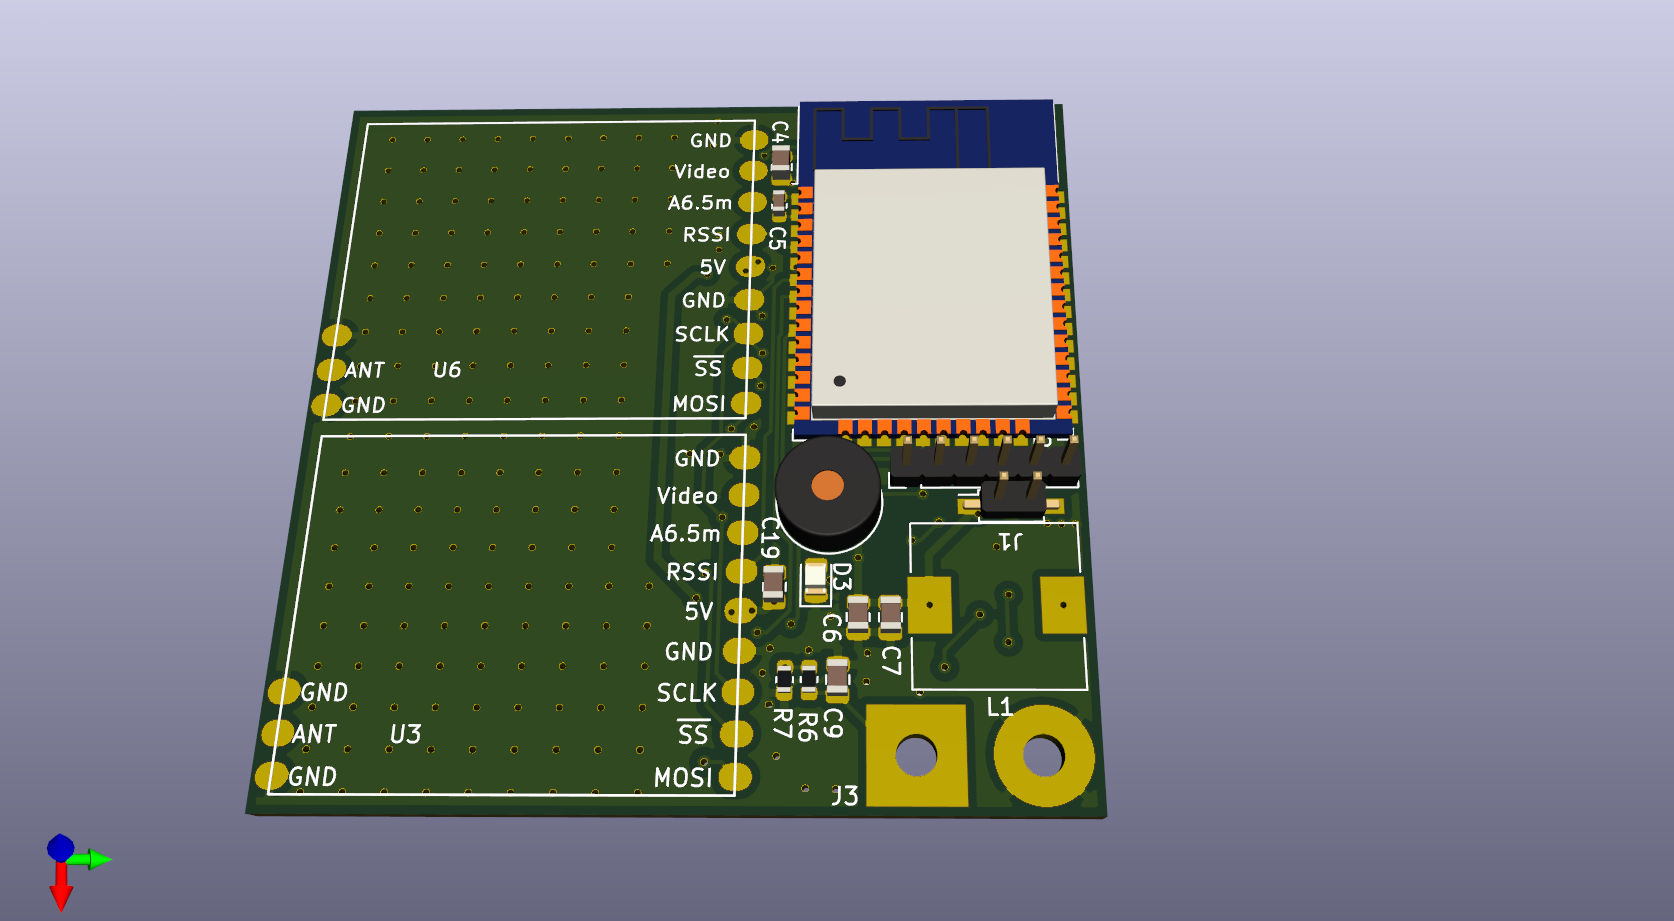 GND
Video
A6.5m
RSSI
5V
GND
SCLK
SS
MOSI
ANT
GND
U6
C4
C5
GND
Video
A6.5m
RSSI
5V
GND
SCLK
SS
MOSI
GND
ANT
GND
U3
C19
D3
C6
C7
R7
R6
C9
J1
L1
J3